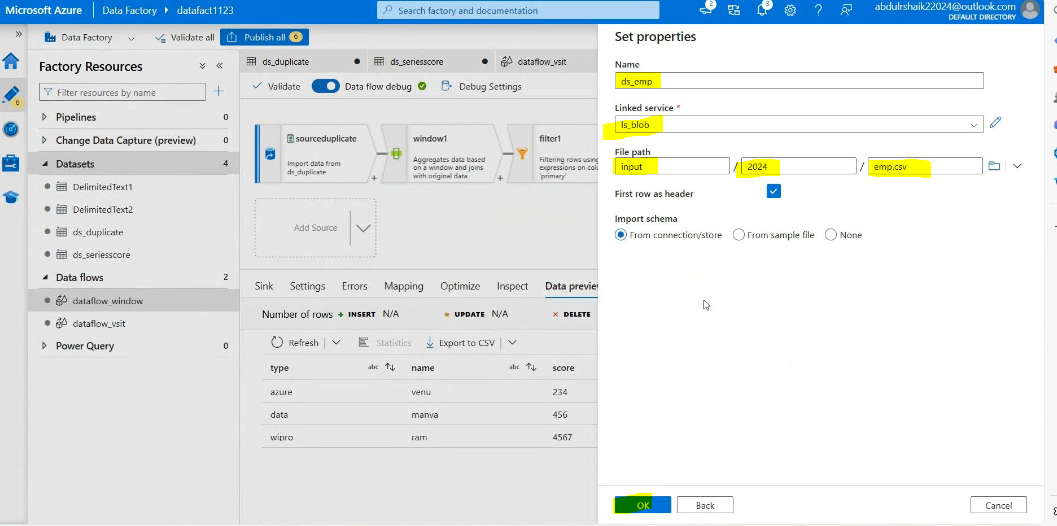 Microsoft Azure | Data Factory ▸ datafact1123
Search factory and documentation
2
3
abdulrshaik22024@outlook.com
DEFAULT DIRECTORY
»
Data Factory
Validate all
Publish all 6
6
Factory Resources
Filter resources by name
Pipelines
Change Data Capture (preview)
Datasets 4
DelimitedText1
DelimitedText2
ds_duplicate
ds_seriesscore
Data flows 2
dataflow_window
dataflow_vsit
Power Query
ds_duplicate
ds_seriesscore
dataflow_vsit
Validate
Data flow debug
Debug Settings
sourceduplicate
Import data from
ds_duplicate
window1
Aggregates data based
on a window and joins
with original data
filter1
Filtering rows using
expressions on col
'primary'
Add Source
Sink Settings Errors Mapping Optimize Inspect Data preview
Number of rows + INSERT N/A UPDATE N/A × DELETE
Refresh Statistics Export to CSV
type abc name abc score
azure venu 234
data manva 456
wipro ram 4567
Set properties
Name
ds_emp
Linked service *
ls_blob
File path
input / 2024 / emp.csv
First row as header
Import schema
From connection/store From sample file None
OK Back Cancel